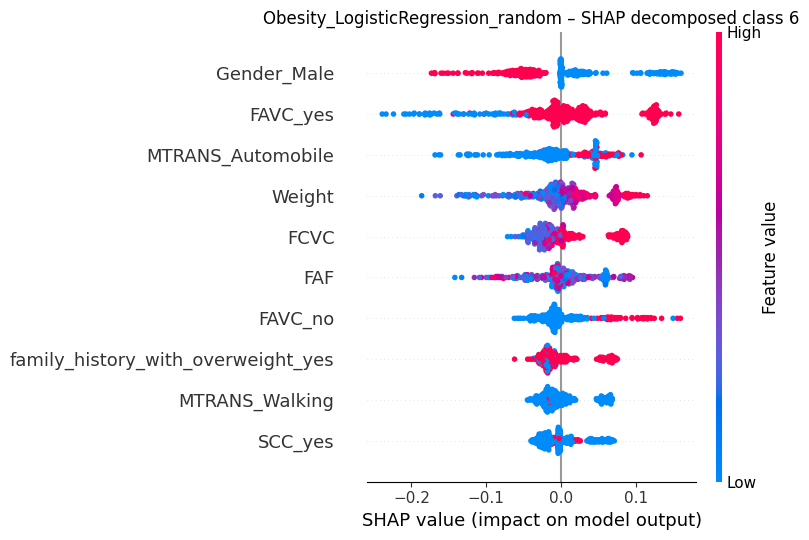 Obesity_LogisticRegression_random – SHAP decomposed class 6
High
Gender_Male
FAVC_yes
MTRANS_Automobile
Weight
FCVC
FAF
FAVC_no
family_history_with_overweight_yes
MTRANS_Walking
SCC_yes
Feature value
Low
−0.2 −0.1 0.0 0.1
SHAP value (impact on model output)